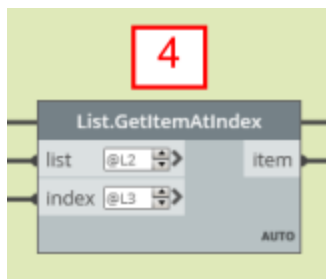 4
List.GetItemAtIndex
list @L2 > item
index @L3 >
AUTO